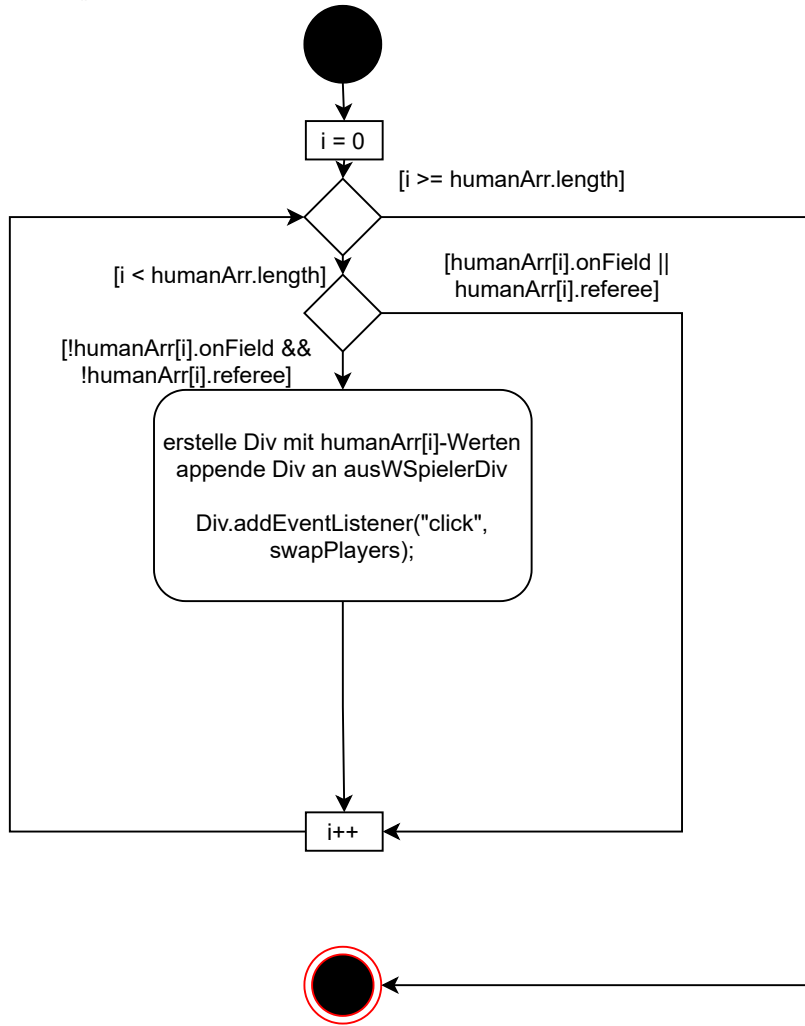 i = 0
[i >= humanArr.length]
[i < humanArr.length]
[humanArr[i].onField ||
humanArr[i].referee]
[!humanArr[i].onField &&
!humanArr[i].referee]
erstelle Div mit humanArr[i]-Werten
appende Div an ausWSpielerDiv
Div.addEventListener("click",
swapPlayers);
i++